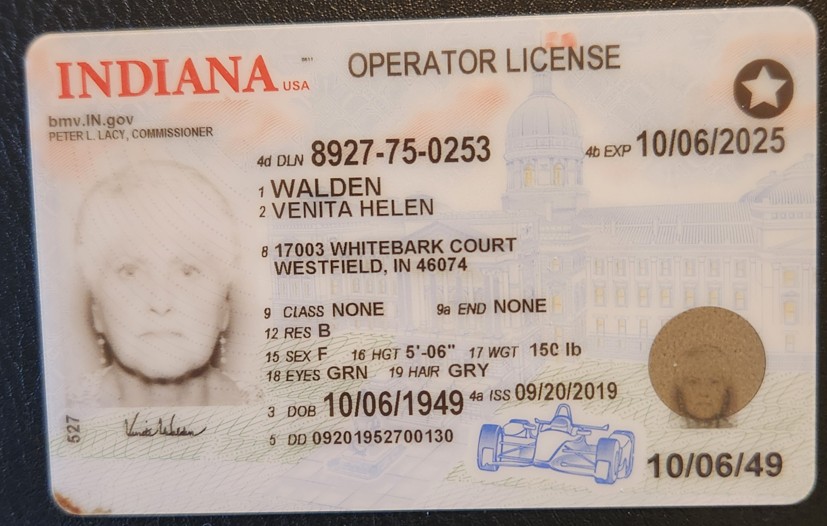 INDIANA USA
OPERATOR LICENSE
bmv.IN.gov
PETER L. LACY, COMMISSIONER
4d DLN 8927-75-0253
4b EXP 10/06/2025
1 WALDEN
2 VENITA HELEN
8 17003 WHITEBARK COURT
WESTFIELD, IN 46074
9 CLASS NONE 9a END NONE
12 RES B
15 SEX F 16 HGT 5'-06" 17 WGT 150 lb
18 EYES GRN 19 HAIR GRY
3 DOB 10/06/1949 4a ISS 09/20/2019
5 DD 09201952700130
527
10/06/49